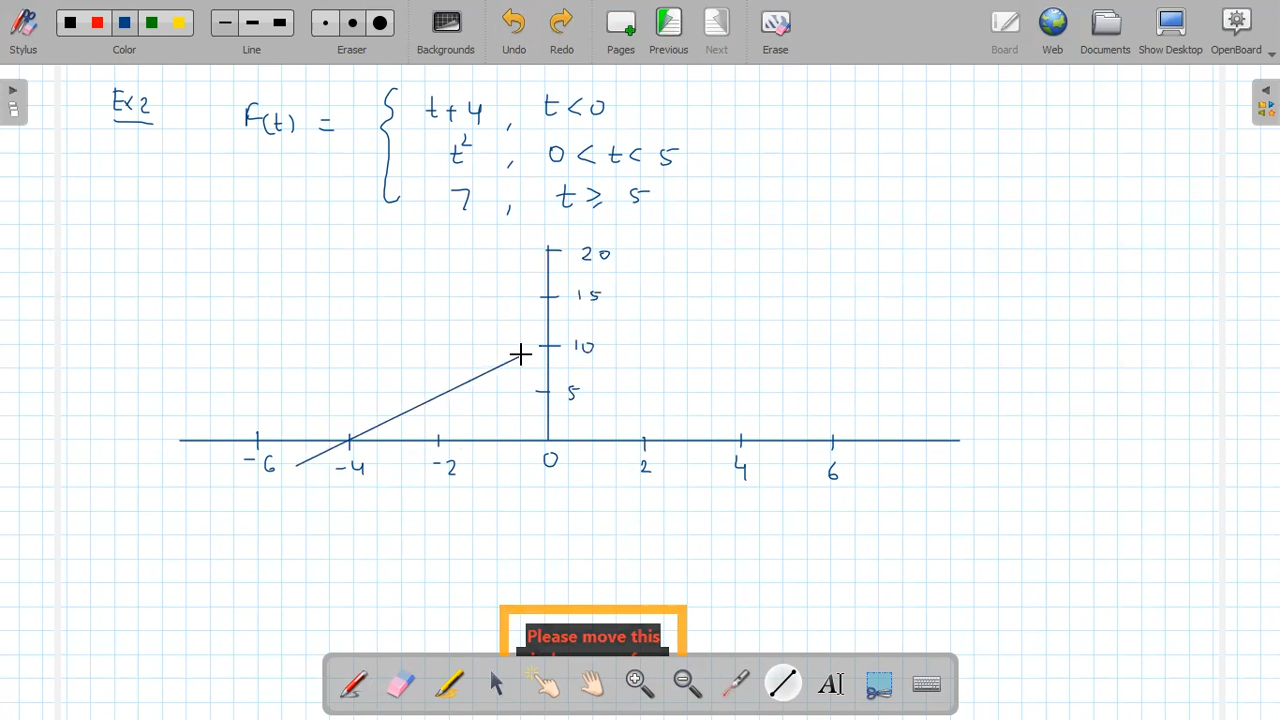 Stylus Color Line Eraser Backgrounds Undo Redo Pages Previous Next Erase Board Web Documents Show Desktop OpenBoard
Ex 2
F(t) = { t + 4 , t < 0
t² , 0 < t < 5
7 , t ≥ 5
20
15
10
5
-6 -4 -2 0 2 4 6
Please move this